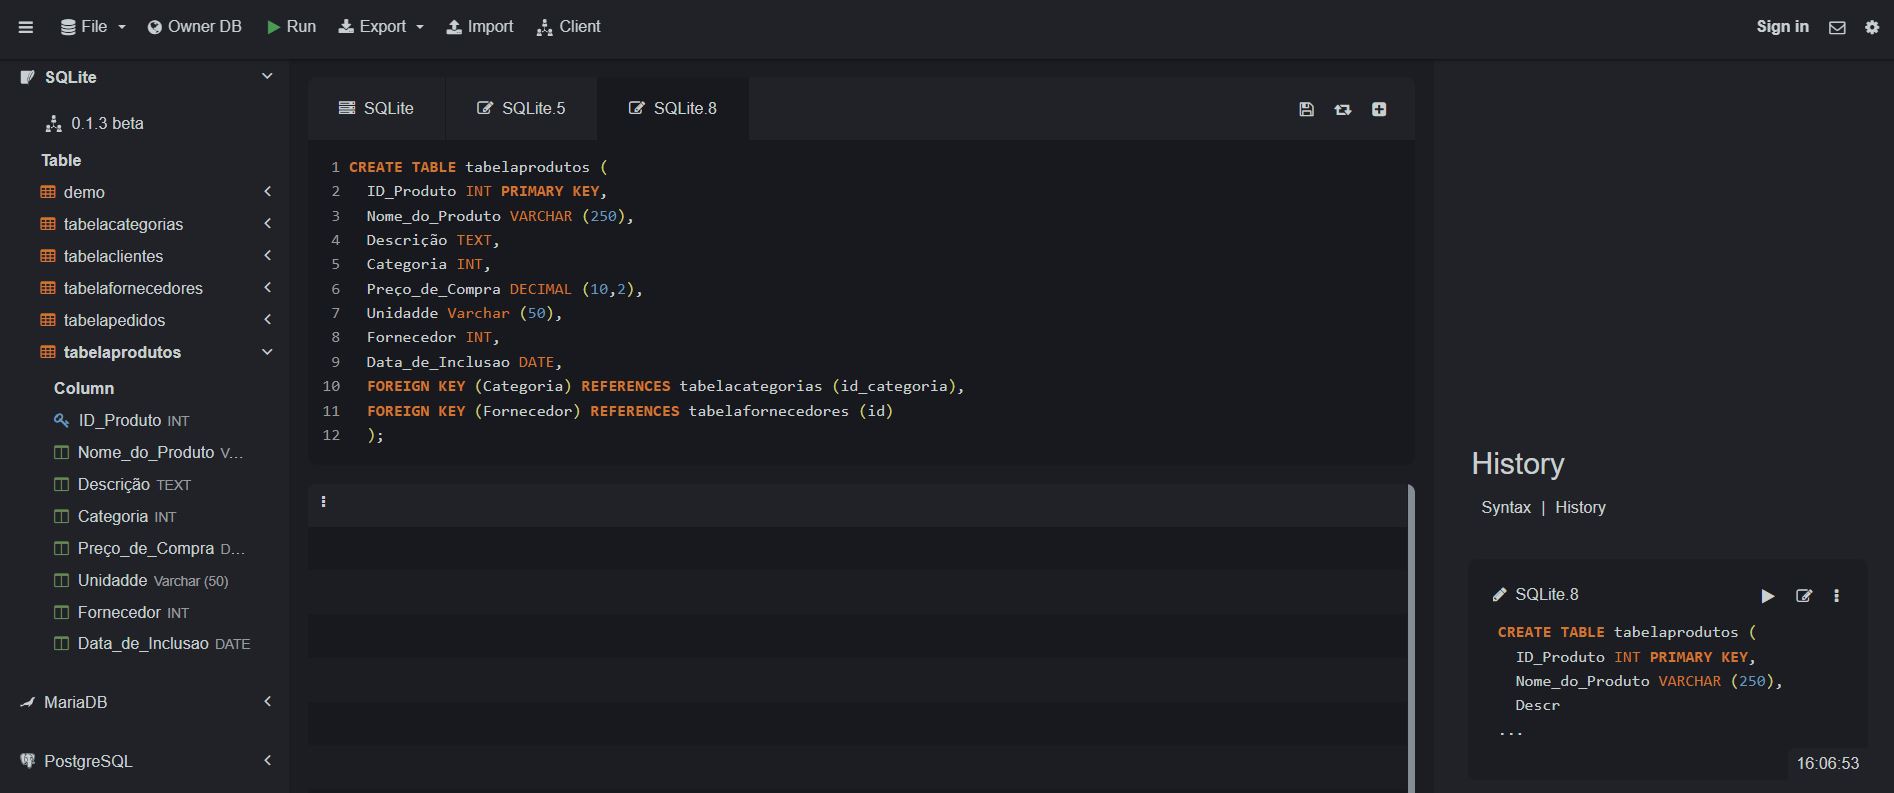 File Owner DB Run Export Import Client Sign in
SQLite
0.1.3 beta
Table
demo
tabelacategorias
tabelaclientes
tabelafornecedores
tabelapedidos
tabelaprodutos
Column
ID_Produto INT
Nome_do_Produto V...
Descrição TEXT
Categoria INT
Preço_de_Compra D...
Unidadde Varchar (50)
Fornecedor INT
Data_de_Inclusao DATE
MariaDB
PostgreSQL
SQLite SQLite.5 SQLite.8
1 CREATE TABLE tabelaprodutos (
2 ID_Produto INT PRIMARY KEY,
3 Nome_do_Produto VARCHAR (250),
4 Descrição TEXT,
5 Categoria INT,
6 Preço_de_Compra DECIMAL (10,2),
7 Unidadde Varchar (50),
8 Fornecedor INT,
9 Data_de_Inclusao DATE,
10 FOREIGN KEY (Categoria) REFERENCES tabelacategorias (id_categoria),
11 FOREIGN KEY (Fornecedor) REFERENCES tabelafornecedores (id)
12 );
History
Syntax | History
SQLite.8
CREATE TABLE tabelaprodutos (
ID_Produto INT PRIMARY KEY,
Nome_do_Produto VARCHAR (250),
Descr
...
16:06:53